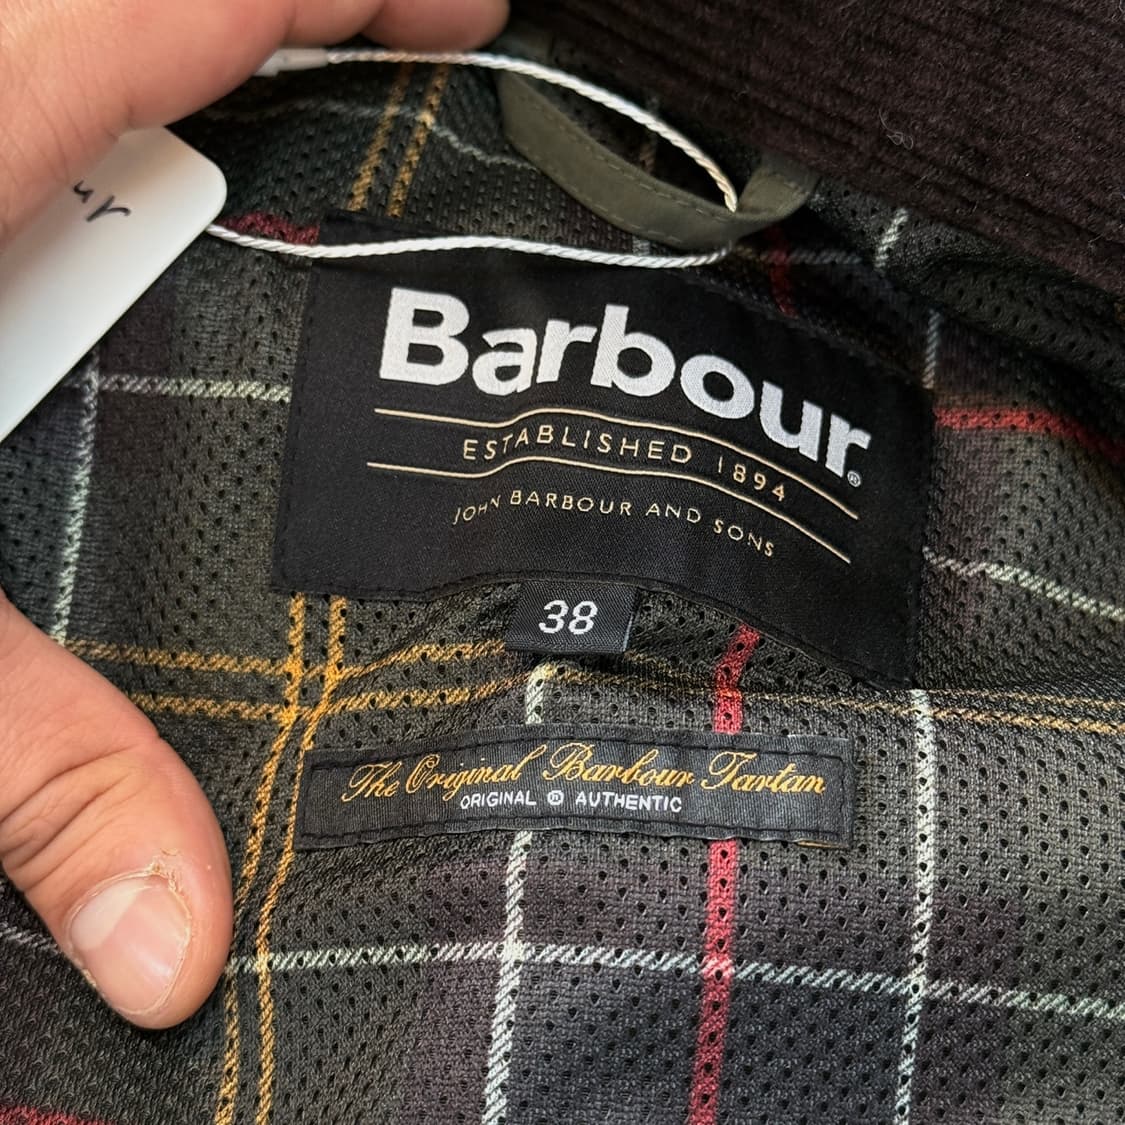 Barbour®
ESTABLISHED 1894
JOHN BARBOUR AND SONS
38
The Original Barbour Tartan
ORIGINAL ® AUTHENTIC